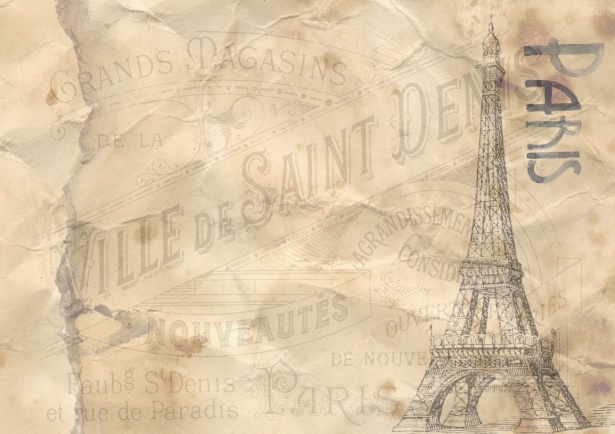 GRANDS MAGASINS
DE LA
VILLE DE SAINT DENIS
AGRANDISSEMENTS
NOUVEAUTÉS
DE NOUVE
Faubg St Denis
et rue de Paradis
PARIS
PARIS